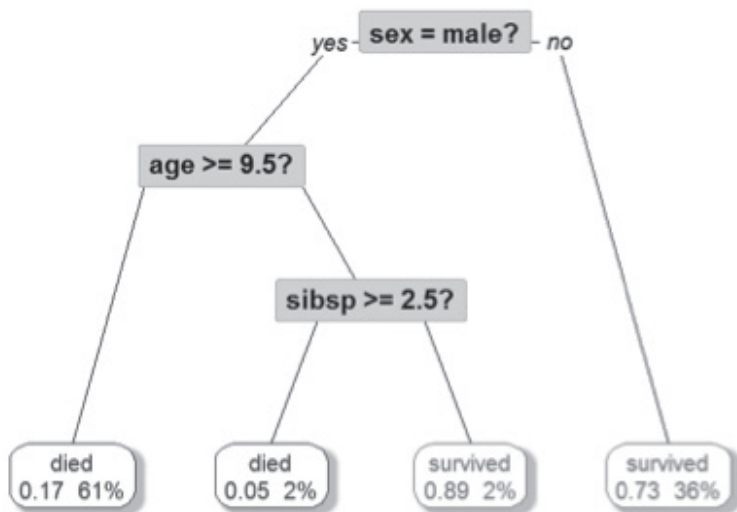 sex = male?
yes
no
age >= 9.5?
sibsp >= 2.5?
died
0.17 61%
died
0.05 2%
survived
0.89 2%
survived
0.73 36%